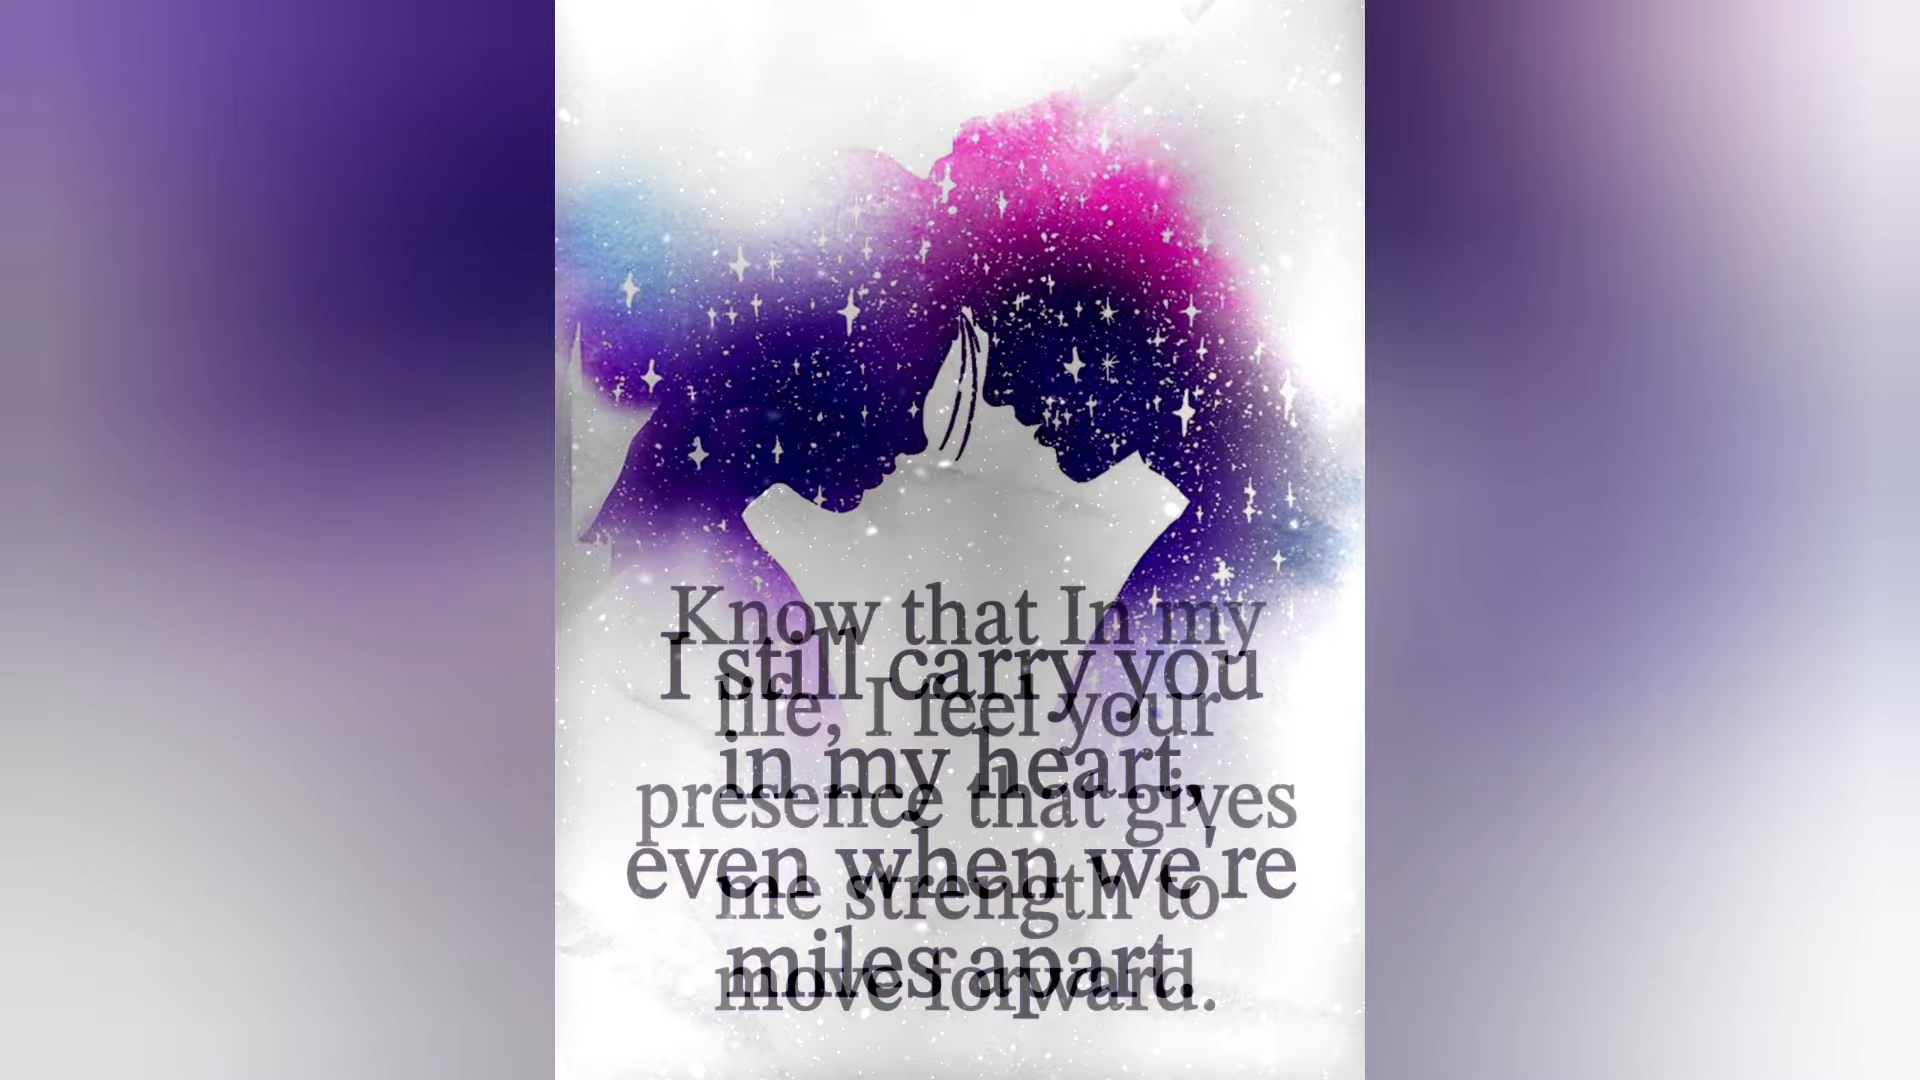 Know that In my
life, I feel your
presence that gives
me strength to
move forward.
I still carry you
in my heart,
even when we're
miles apart.